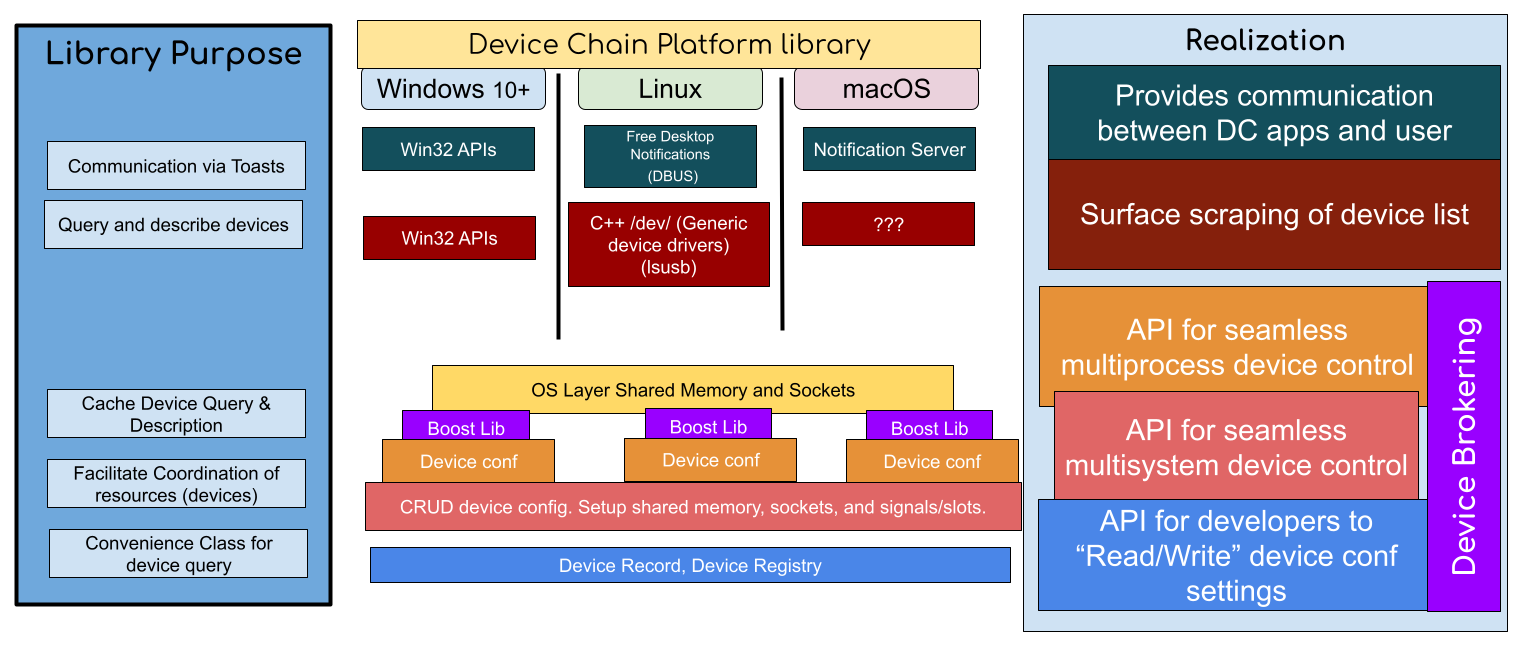 Library Purpose
Communication via Toasts
Query and describe devices
Cache Device Query &
Description
Facilitate Coordination of
resources (devices)
Convenience Class for
device query
Device Chain Platform library
Windows 10+
Linux
macOS
Win32 APIs
Free Desktop
Notifications
(DBUS)
Notification Server
Win32 APIs
C++ /dev/ (Generic
device drivers)
(lsusb)
???
OS Layer Shared Memory and Sockets
Boost Lib
Boost Lib
Boost Lib
Device conf
Device conf
Device conf
CRUD device config. Setup shared memory, sockets, and signals/slots.
Device Record, Device Registry
Realization
Provides communication
between DC apps and user
Surface scraping of device list
API for seamless
multiprocess device control
API for seamless
multisystem device control
API for developers to
“Read/Write” device conf
settings
Device Brokering